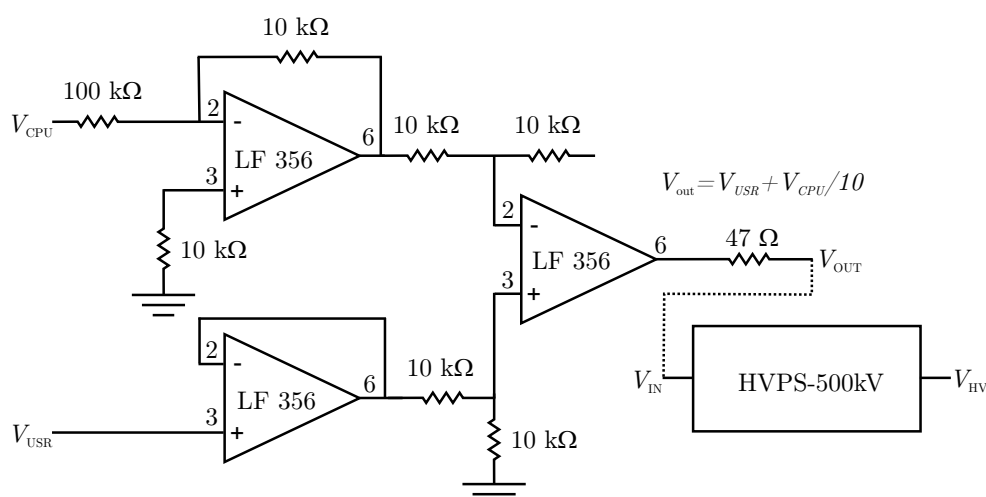 10 kΩ
100 kΩ
V_CPU
2
-
LF 356
6
3
+
10 kΩ
10 kΩ
10 kΩ
V_out=V_USR+V_CPU/10
2
-
LF 356
6
3
+
47 Ω
V_OUT
2
-
LF 356
6
3
+
V_USR
10 kΩ
10 kΩ
V_IN
HVPS-500kV
V_HV